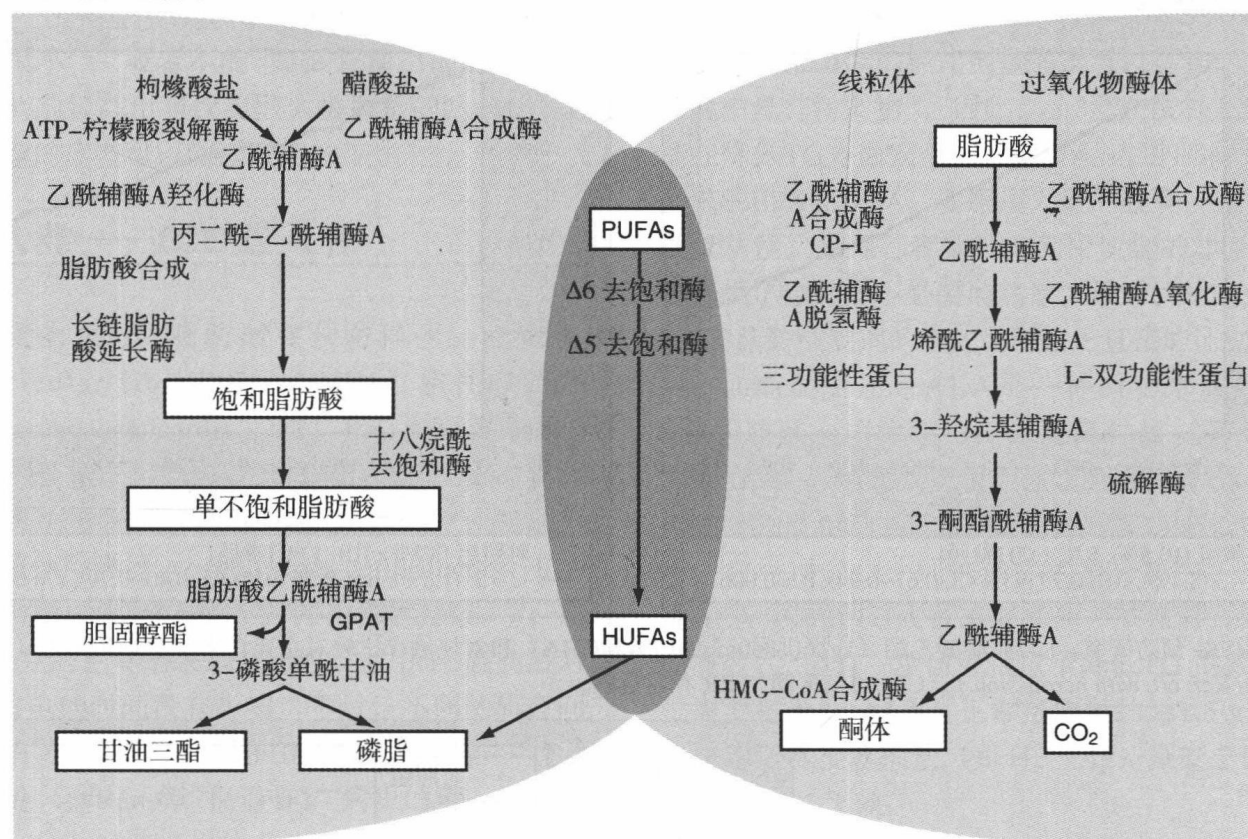 枸橼酸盐
醋酸盐
ATP-柠檬酸裂解酶
乙酰辅酶A合成酶
乙酰辅酶A
乙酰辅酶A羟化酶
丙二酰-乙酰辅酶A
脂肪酸合成
长链脂肪
酸延长酶
饱和脂肪酸
十八烷酰
去饱和酶
单不饱和脂肪酸
脂肪酸乙酰辅酶A
GPAT
胆固醇酯
3-磷酸单酰甘油
甘油三酯
磷脂
PUFAs
Δ6 去饱和酶
Δ5 去饱和酶
HUFAs
线粒体
过氧化物酶体
脂肪酸
乙酰辅酶
A合成酶
CP-I
乙酰辅酶A合成酶
乙酰辅酶A
乙酰辅酶
A脱氢酶
乙酰辅酶A氧化酶
烯酰乙酰辅酶A
三功能性蛋白
L-双功能性蛋白
3-羟烷基辅酶A
硫解酶
3-酮酯酰辅酶A
乙酰辅酶A
HMG-CoA合成酶
酮体
CO₂